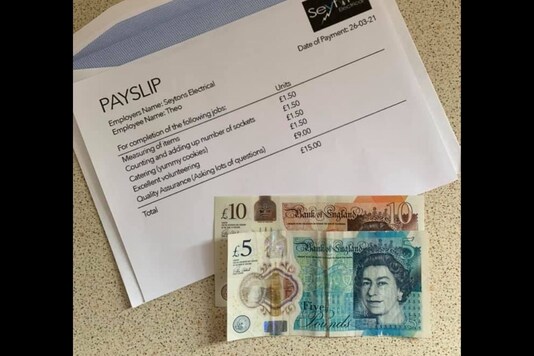 sey
Date of Payment: 26-03-21
PAYSLIP
Employers Name: Seytons Electrical
Employee Name: Theo
For completion of the following jobs: Units
Measuring of items £1.50
Counting and adding up number of sockets £1.50
Catering (yummy cookies) £1.50
Excellent volunteering £1.50
Quality Assurance (Asking lots of questions) £9.00
Total £15.00
£10 Bank of England 10
£5 Bank of England
Five
Pounds